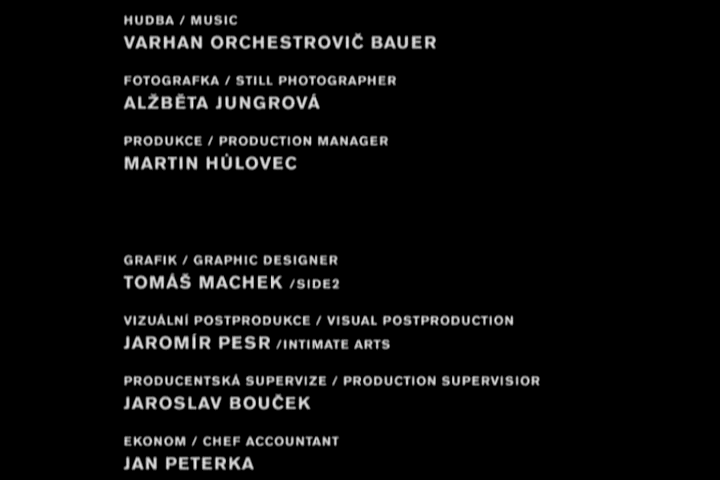 HUDBA / MUSIC
VARHAN ORCHESTROVIČ BAUER
FOTOGRAFKA / STILL PHOTOGRAPHER
ALŽBĚTA JUNGROVÁ
PRODUKCE / PRODUCTION MANAGER
MARTIN HŮLOVEC
GRAFIK / GRAPHIC DESIGNER
TOMÁŠ MACHEK /SIDE2
VIZUÁLNÍ POSTPRODUKCE / VISUAL POSTPRODUCTION
JAROMÍR PESR /INTIMATE ARTS
PRODUCENTSKÁ SUPERVIZE / PRODUCTION SUPERVISIOR
JAROSLAV BOUČEK
EKONOM / CHEF ACCOUNTANT
JAN PETERKA